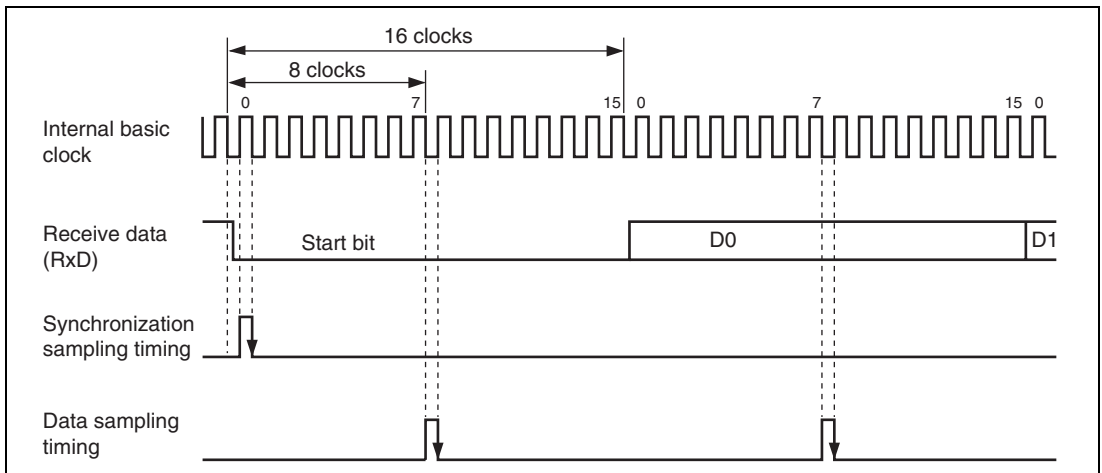 16 clocks
8 clocks
0 7 15 0 7 15 0
Internal basic
clock
Receive data
(RxD)
Start bit D0 D1
Synchronization
sampling timing
Data sampling
timing